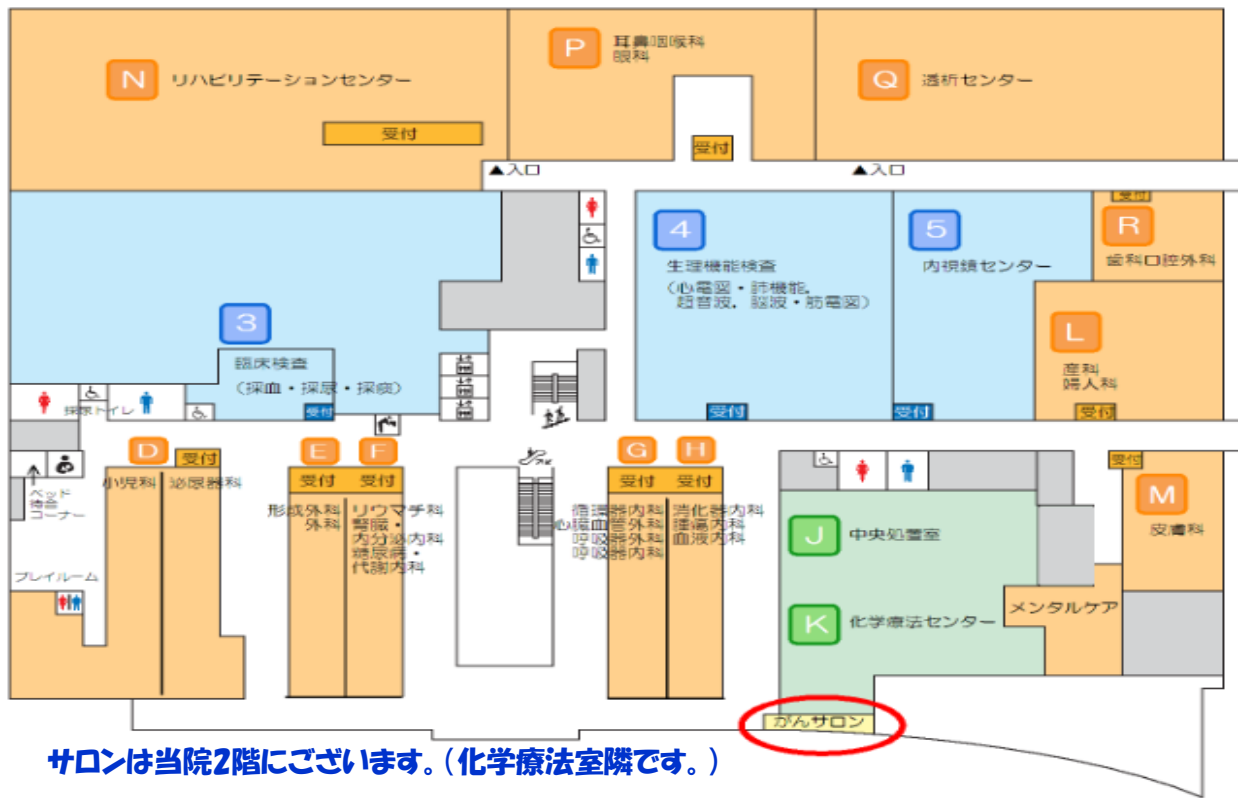 N リハビリテーションセンター
受付
P 耳鼻咽喉科
眼科
受付
Q 透析センター
▲入口
▲入口
3
臨床検査
（採血・採尿・採痰）
受付
採尿トイレ
4
生理機能検査
（心電図・肺機能,
超音波, 脳波・筋電図）
受付
5
内視鏡センター
受付
受付
R
歯科口腔外科
L
産科
婦人科
受付
D
小児科
受付
泌尿器科
ベッド
待合
コーナー
プレイルーム
E
受付
形成外科
外科
F
受付
リウマチ科
腎臓・
内分泌内科
糖尿病・
代謝内科
G
受付
循環器内科
心臓血管外科
呼吸器外科
呼吸器内科
H
受付
消化器内科
腫瘍内科
血液内科
J 中央処置室
K 化学療法センター
受付
M
皮膚科
メンタルケア
がんサロン
サロンは当院2階にございます。（化学療法室隣です。）